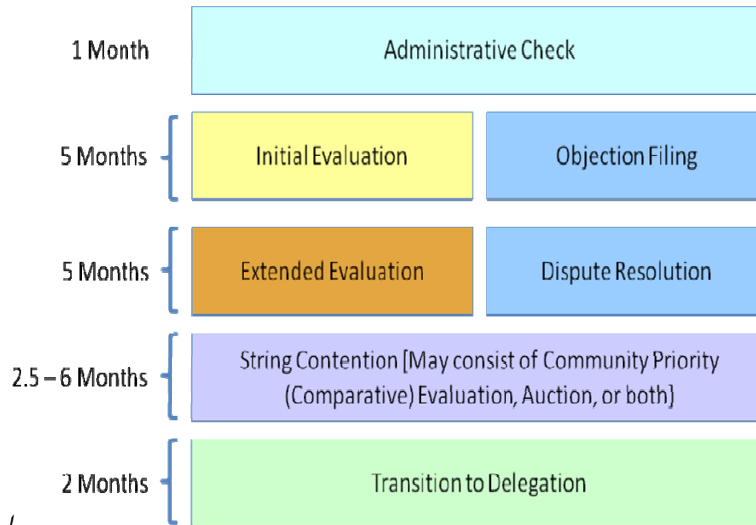 1 Month
Administrative Check
5 Months
Initial Evaluation
Objection Filing
5 Months
Extended Evaluation
Dispute Resolution
2.5 – 6 Months
String Contention [May consist of Community Priority
(Comparative) Evaluation, Auction, or both]
2 Months
Transition to Delegation